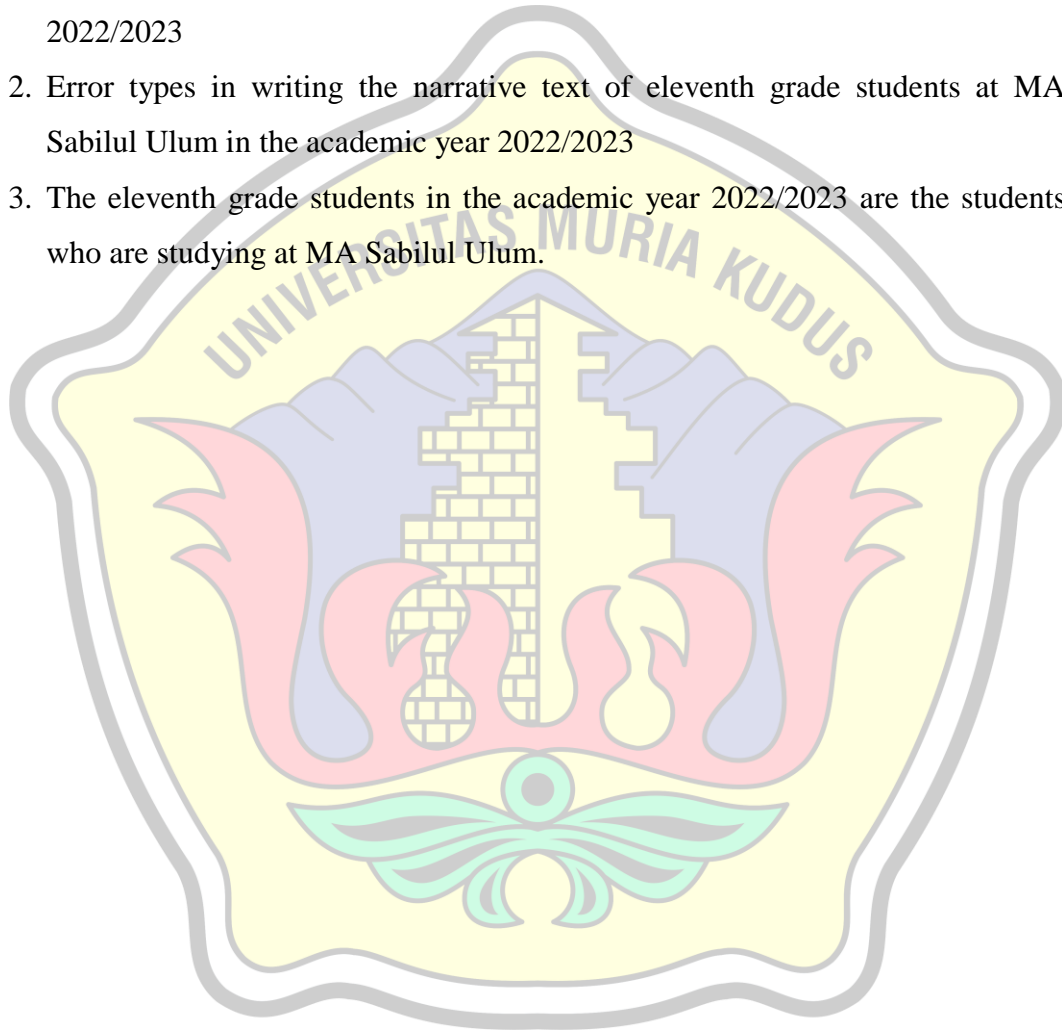 2022/2023
2. Error types in writing the narrative text of eleventh grade students at MA
Sabilul Ulum in the academic year 2022/2023
3. The eleventh grade students in the academic year 2022/2023 are the students
who are studying at MA Sabilul Ulum.
UNIVERSITAS MURIA KUDUS